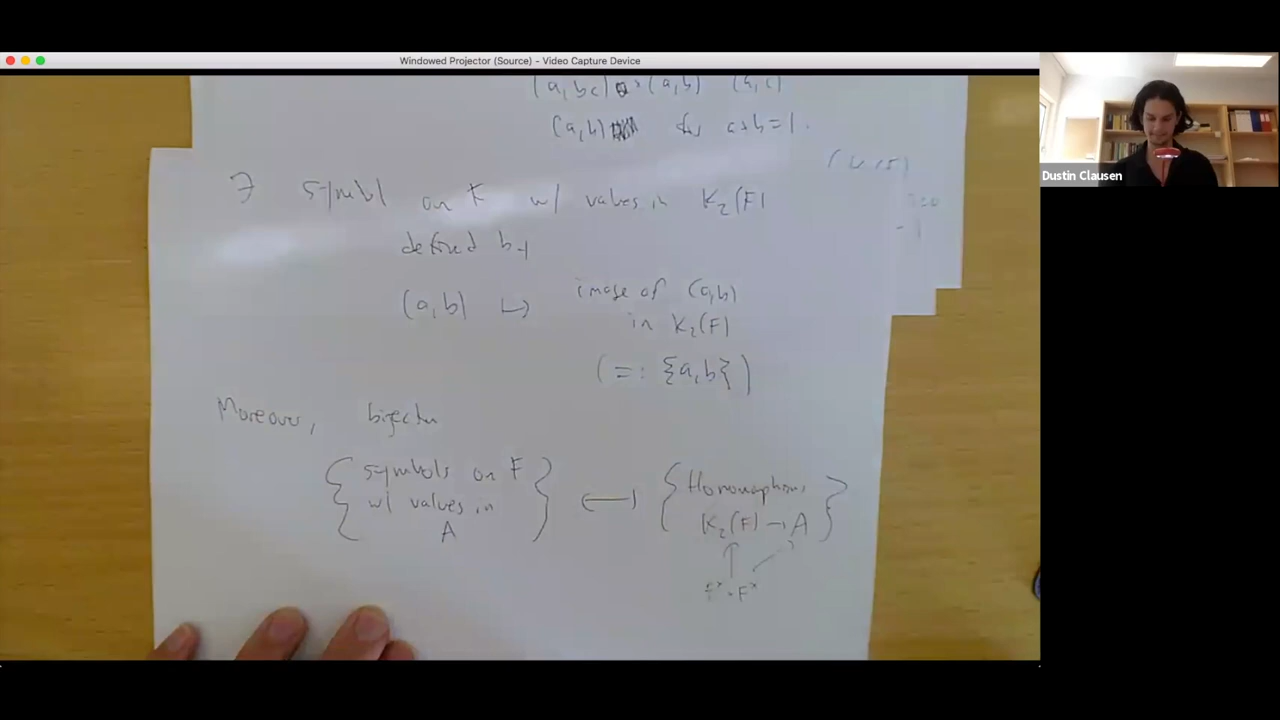 Windowed Projector (Source) - Video Capture Device
(a, bc) = (a, b) (a, c)
(a, b) for a+b=1.
∃ symbol on F w/ values in K₂(F)
defined by
(a, b) ↦ image of (a, b)
in K₂(F)
(=: {a, b})
Moreover, bijection
{ symbols on F w/ values in A } ⟷ { Homomorphisms K₂(F) → A }
F× · F×
Dustin Clausen